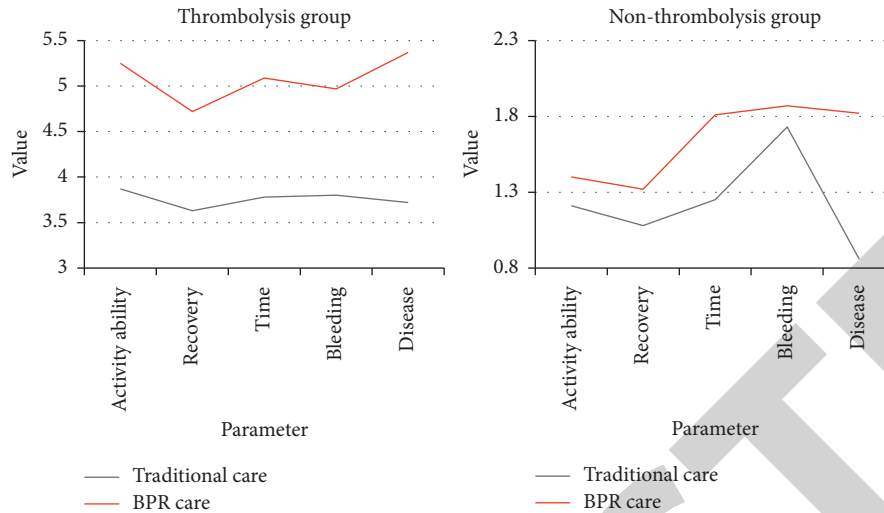 Thrombolysis group
5.5
5
4.5
4
3.5
3
Value
Activity ability
Recovery
Time
Bleeding
Disease
Parameter
Traditional care
BPR care
Non-thrombolysis group
2.3
1.8
1.3
0.8
Value
Activity ability
Recovery
Time
Bleeding
Disease
Parameter
Traditional care
BPR care